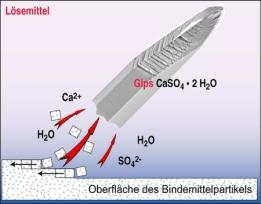 Lösemittel
Gips CaSO₄ • 2 H₂O
Ca²⁺
H₂O
H₂O
SO₄²⁻
Oberfläche des Bindemittelpartikels